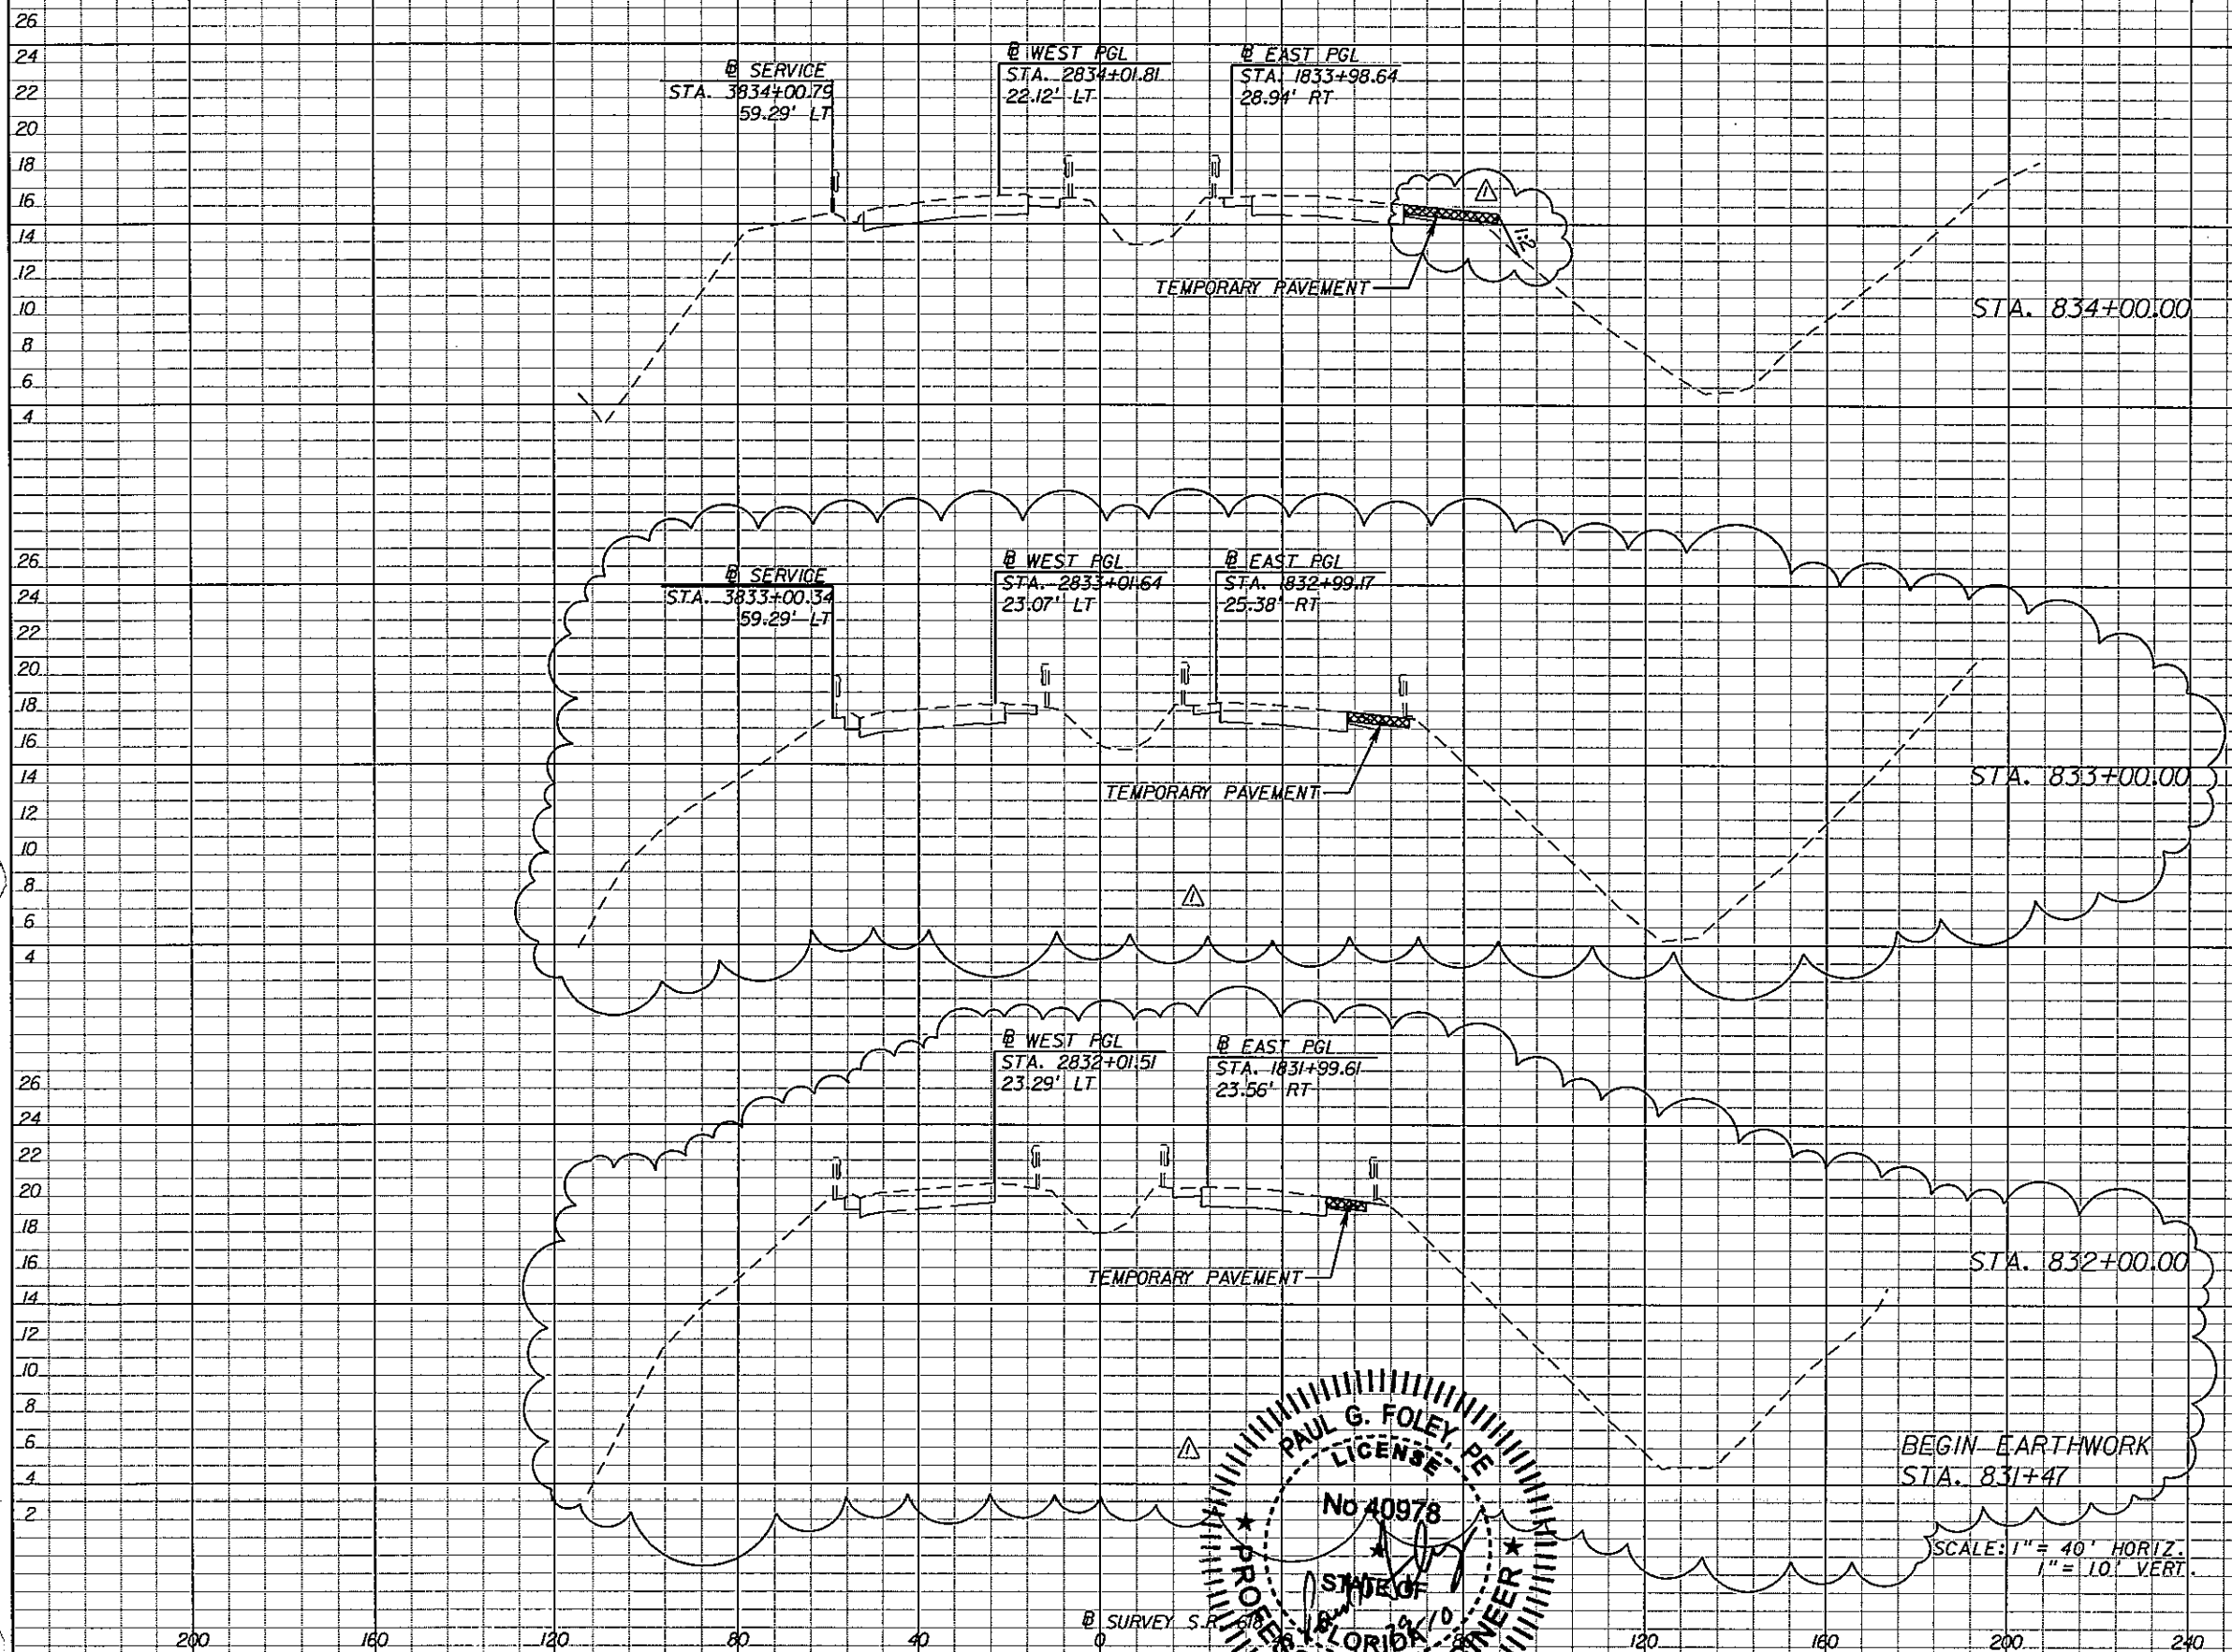 26
24
22
20
18
16
14
12
10
8
6
4
℄ SERVICE
STA. 3834+00.79
59.29' LT
℄ WEST PGL
STA. 2834+01.81
22.12' LT
℄ EAST PGL
STA. 1833+98.64
28.94' RT
1
1:2
TEMPORARY PAVEMENT
STA. 834+00.00
26
24
22
20
18
16
14
12
10
8
6
4
℄ SERVICE
STA. 3833+00.34
59.29' LT
℄ WEST PGL
STA. 2833+01.64
23.07' LT
℄ EAST PGL
STA. 1832+99.17
25.38' RT
TEMPORARY PAVEMENT
STA. 833+00.00
1
26
24
22
20
18
16
14
12
10
8
6
4
2
℄ WEST PGL
STA. 2832+01.51
23.29' LT
℄ EAST PGL
STA. 1831+99.61
23.56' RT
TEMPORARY PAVEMENT
STA. 832+00.00
1
BEGIN EARTHWORK
STA. 831+47
SCALE: 1" = 40' HORIZ.
1" = 10' VERT.
PAUL G. FOLEY, PE
LICENSE
No 40978
STATE OF
FLORIDA
ENGINEER
℄ SURVEY S.R. 618
200
160
120
80
40
0
40
80
120
160
200
240